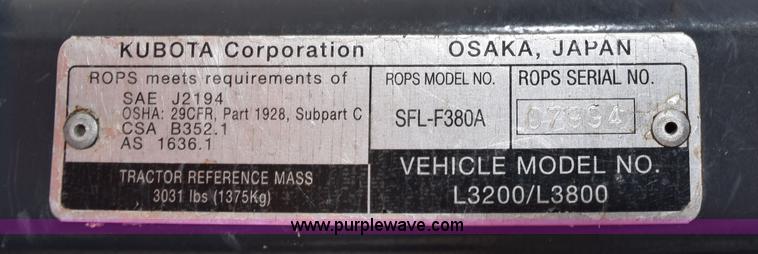 KUBOTA Corporation OSAKA, JAPAN
ROPS meets requirements of
SAE J2194
OSHA: 29CFR, Part 1928, Subpart C
CSA B352.1
AS 1636.1
ROPS MODEL NO.
SFL-F380A
ROPS SERIAL NO.
07994
TRACTOR REFERENCE MASS
3031 lbs (1375Kg)
VEHICLE MODEL NO.
L3200/L3800
www.purplewave.com